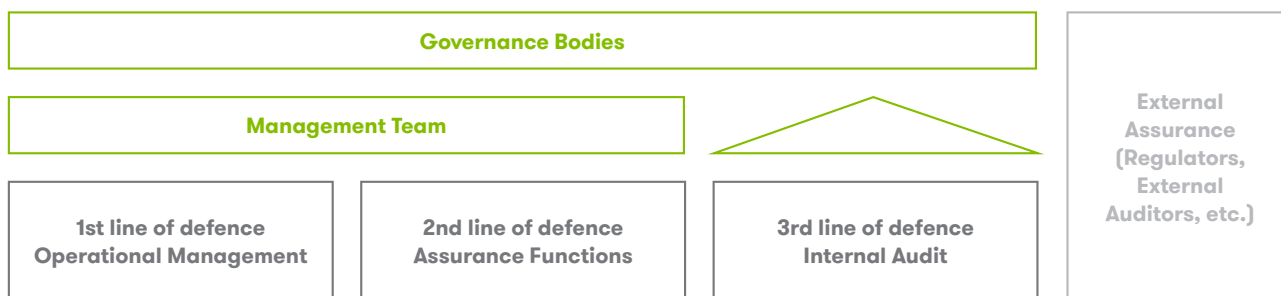 Governance Bodies
Management Team
1st line of defence
Operational Management
2nd line of defence
Assurance Functions
3rd line of defence
Internal Audit
External
Assurance
(Regulators,
External
Auditors, etc.)